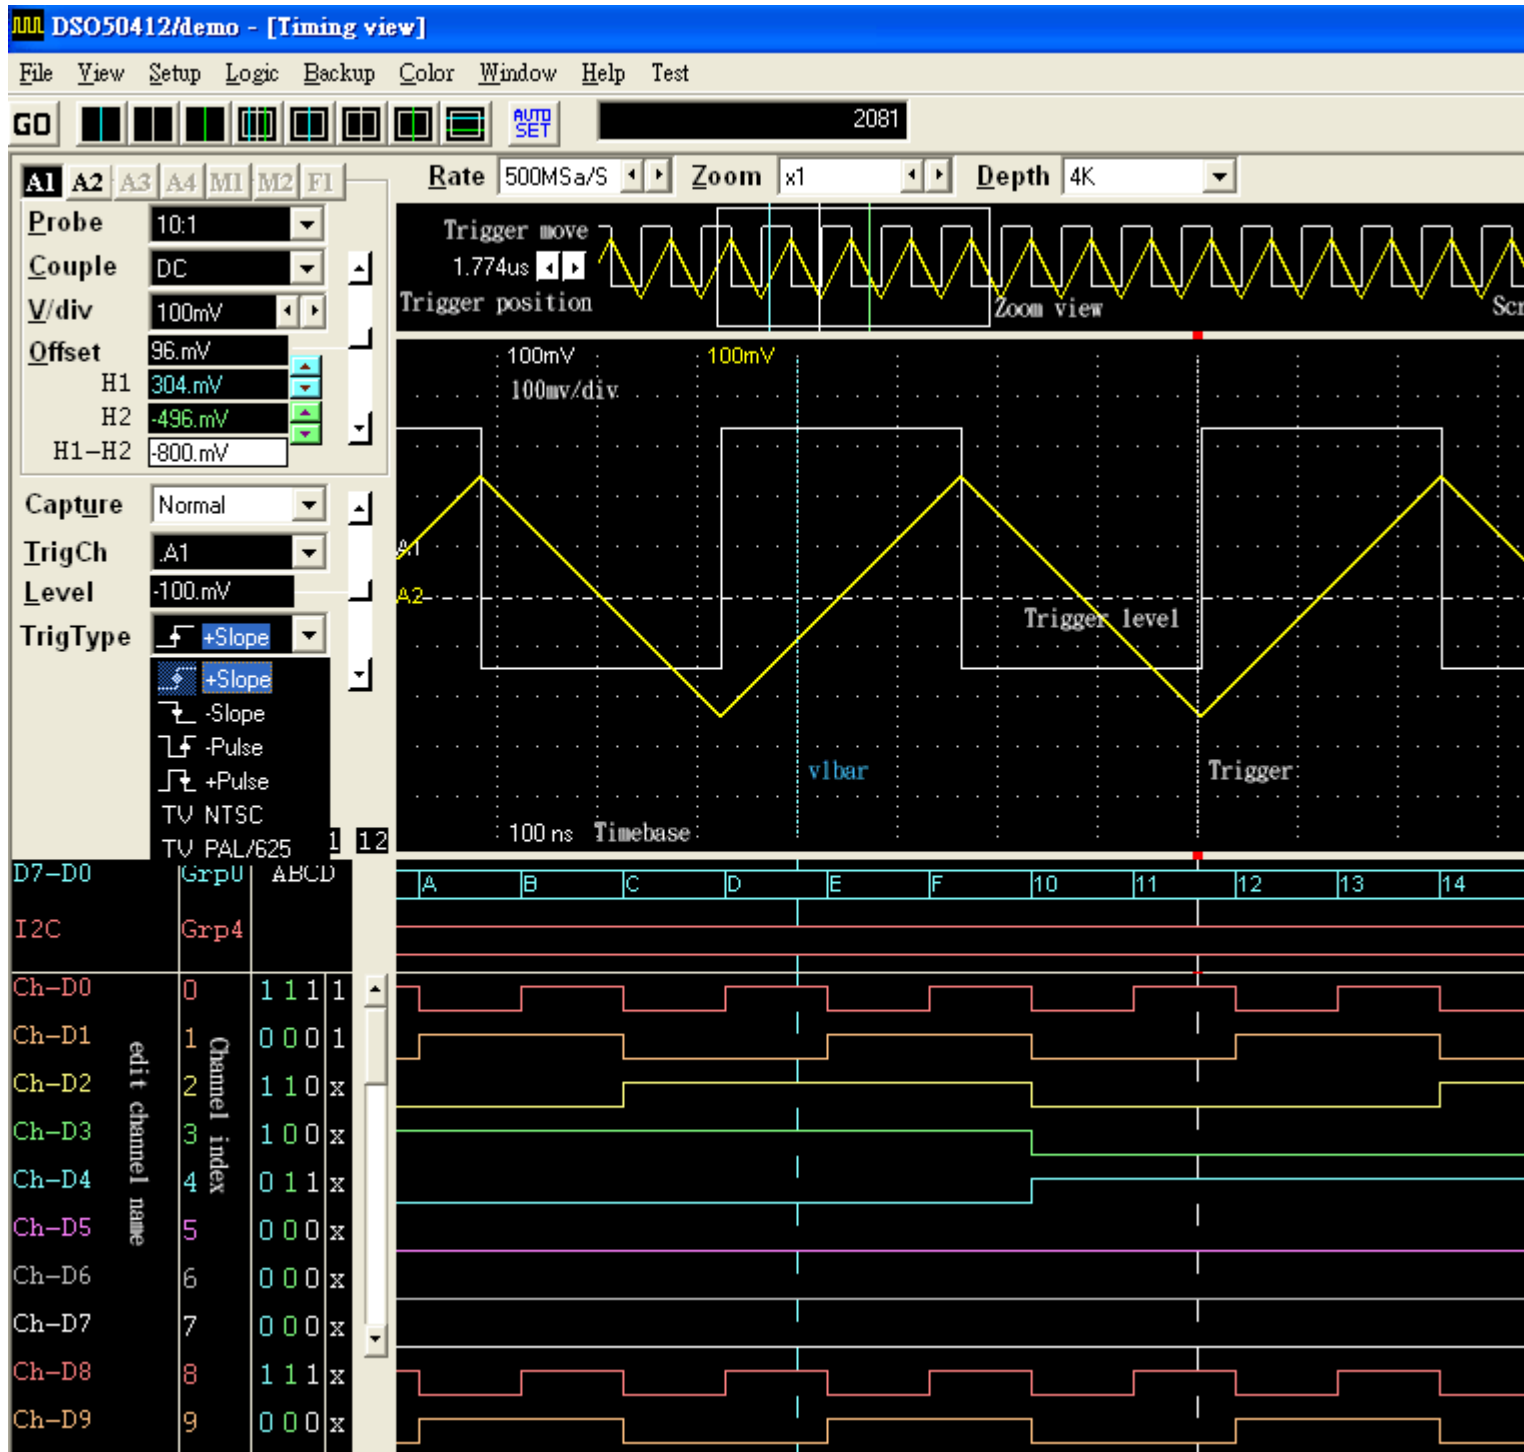 DSO50412/demo - [Timing view]
File View Setup Logic Backup Color Window Help Test
GO AUTO SET 2081
A1 A2 A3 A4 M1 M2 F1 Rate 500MSa/S Zoom x1 Depth 4K
Probe 10:1
Couple DC
V/div 100mV
Offset 96.mV
H1 304.mV
H2 -496.mV
H1-H2 -800.mV
Capture Normal
TrigCh .A1
Level -100.mV
TrigType +Slope
+Slope
-Slope
-Pulse
+Pulse
TV NTSC
TV PAL/625
1 12
Trigger move
1.774us
Trigger position
Zoom view
Scr
100mV 100mV
100mv/div
A1
A2
Trigger level
v1bar
Trigger
100 ns Timebase
D7-D0 Grp0 ABCD A B C D E F 10 11 12 13 14
I2C Grp4
Ch-D0 0 1 1 1 1
Ch-D1 1 0 0 0 1
Ch-D2 2 1 1 0 x
Ch-D3 3 1 0 0 x
Ch-D4 4 0 1 1 x
Ch-D5 5 0 0 0 x
Ch-D6 6 0 0 0 x
Ch-D7 7 0 0 0 x
Ch-D8 8 1 1 1 x
Ch-D9 9 0 0 0 x
edit channel name
Channel index